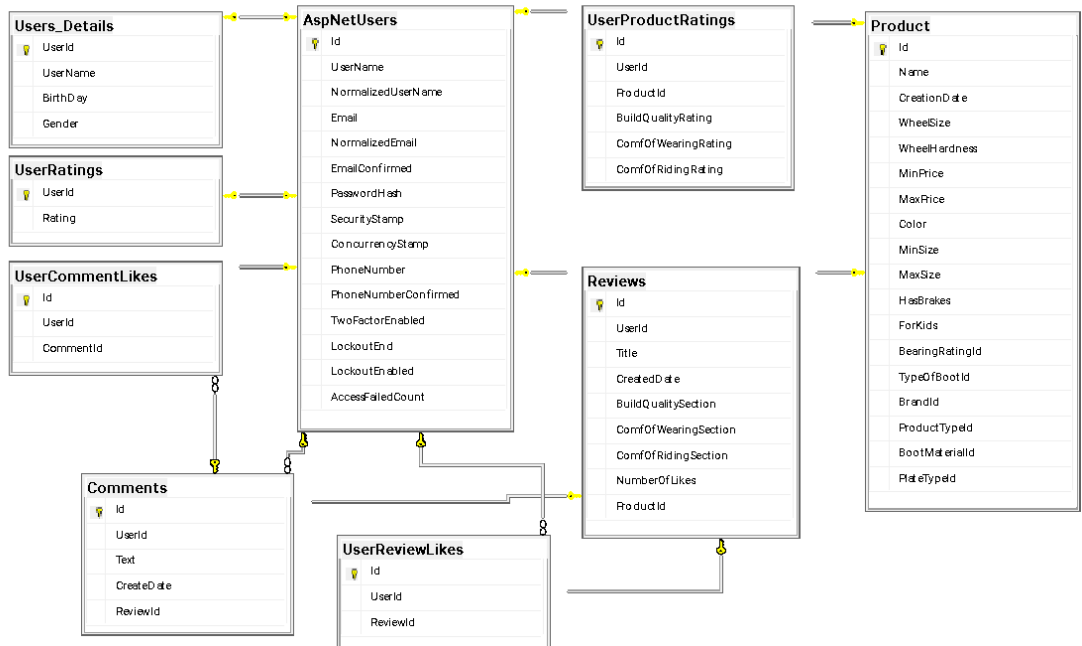 Users_Details
UserId
UserName
BirthDay
Gender
UserRatings
UserId
Rating
UserCommentLikes
Id
UserId
CommentId
AspNetUsers
Id
UserName
NormalizedUserName
Email
NormalizedEmail
EmailConfirmed
PasswordHash
SecurityStamp
ConcurrencyStamp
PhoneNumber
PhoneNumberConfirmed
TwoFactorEnabled
LockoutEnd
LockoutEnabled
AccessFailedCount
UserProductRatings
Id
UserId
ProductId
BuildQualityRating
ComfOfWearingRating
ComfOfRidingRating
Product
Id
Name
CreationDate
WheelSize
WheelHardness
MinPrice
MaxPrice
Color
MinSize
MaxSize
HasBrakes
ForKids
BearingRatingId
TypeOfBootId
BrandId
ProductTypeId
BootMaterialId
PlateTypeId
Reviews
Id
UserId
Title
CreatedDate
BuildQualitySection
ComfOfWearingSection
ComfOfRidingSection
NumberOfLikes
ProductId
Comments
Id
UserId
Text
CreateDate
ReviewId
UserReviewLikes
Id
UserId
ReviewId